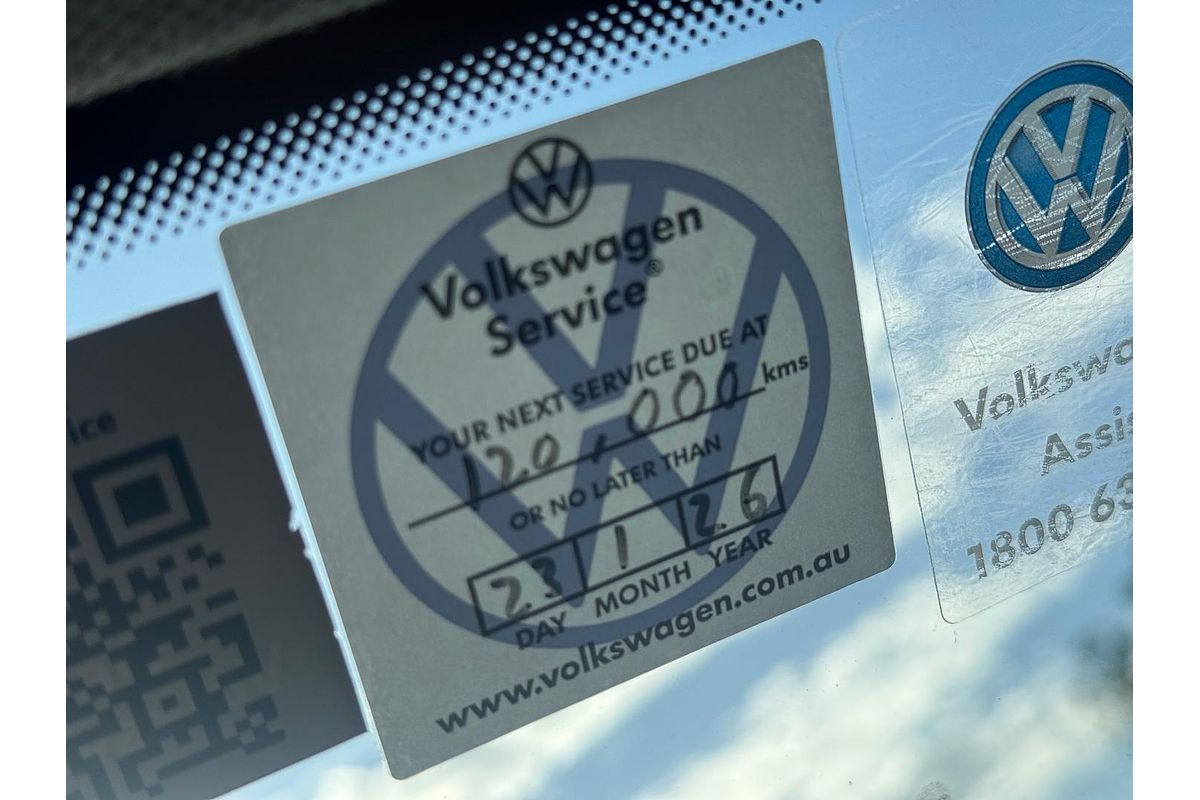 Volkswagen
Service®
YOUR NEXT SERVICE DUE AT
120,000 kms
OR NO LATER THAN
23 1 26
DAY MONTH YEAR
www.volkswagen.com.au
ice
Volkswa
Assis
1800 63